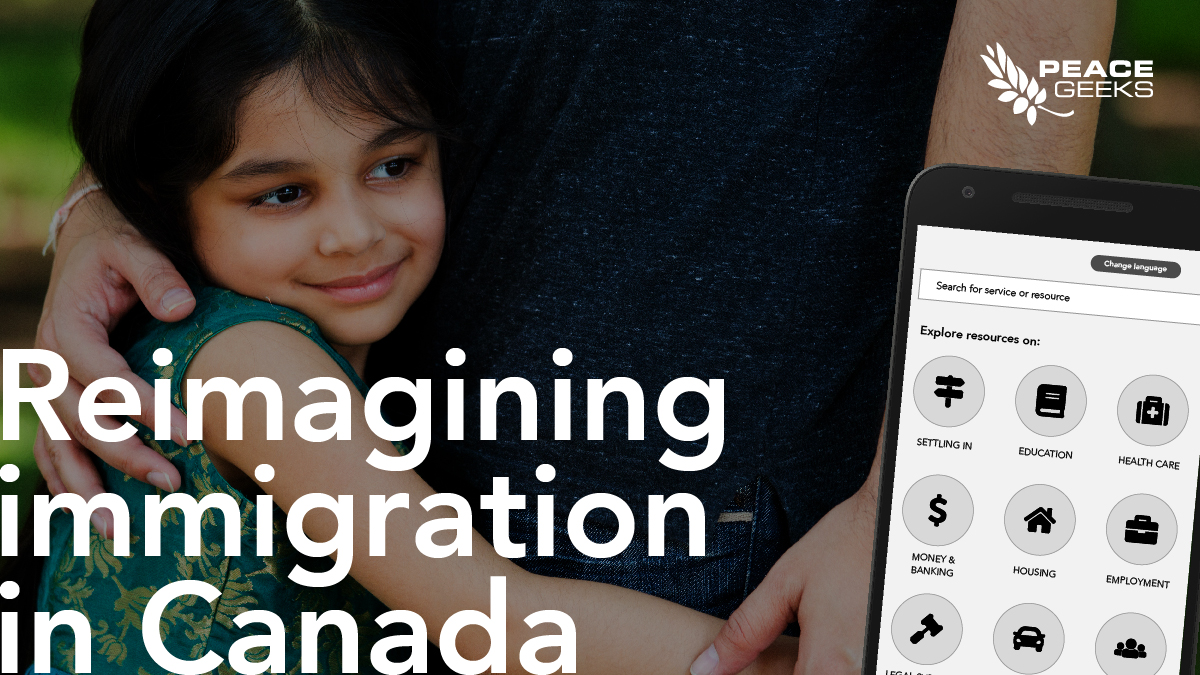 PEACE
GEEKS
Change language
Search for service or resource
Explore resources on:
SETTLING IN
EDUCATION
HEALTH CARE
MONEY &
BANKING
HOUSING
EMPLOYMENT
Reimagining
immigration
in Canada